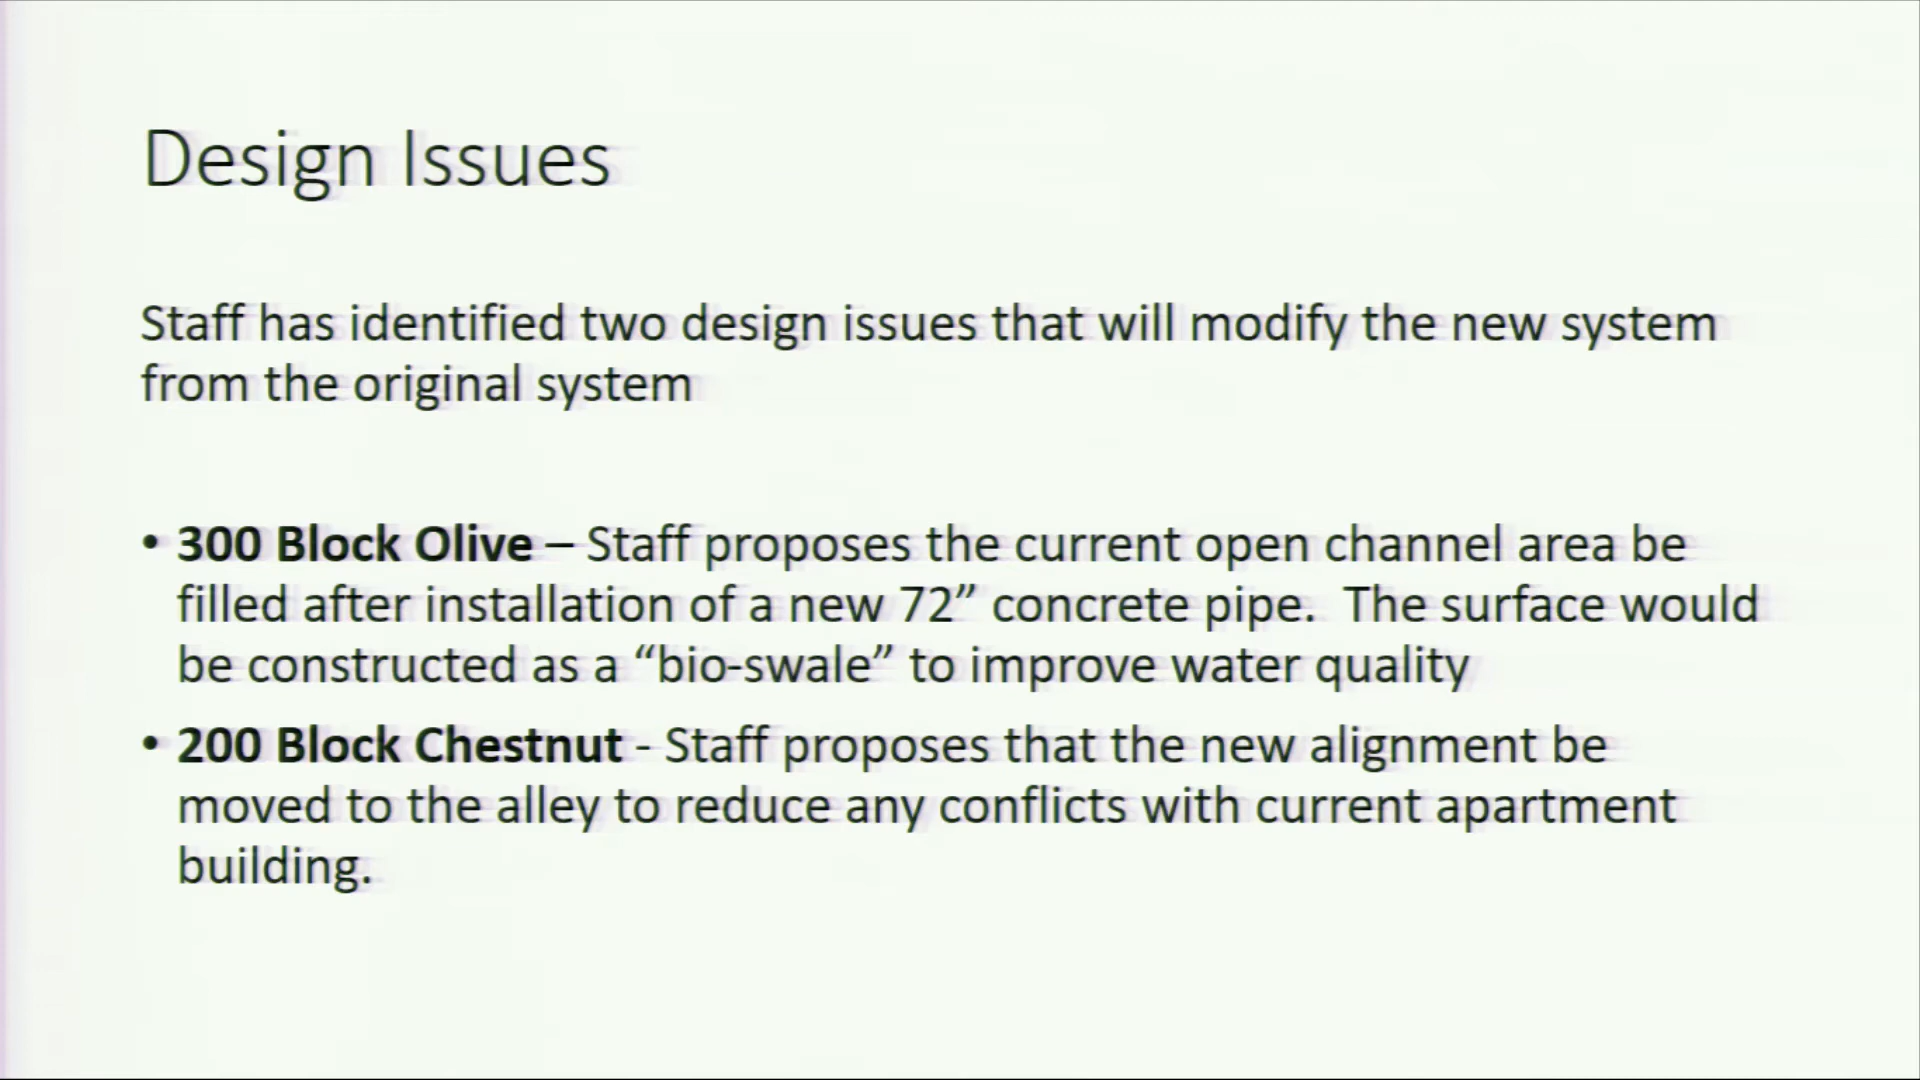 Design Issues
Staff has identified two design issues that will modify the new system
from the original system
• 300 Block Olive – Staff proposes the current open channel area be
filled after installation of a new 72” concrete pipe.  The surface would
be constructed as a “bio-swale” to improve water quality
• 200 Block Chestnut - Staff proposes that the new alignment be
moved to the alley to reduce any conflicts with current apartment
building.